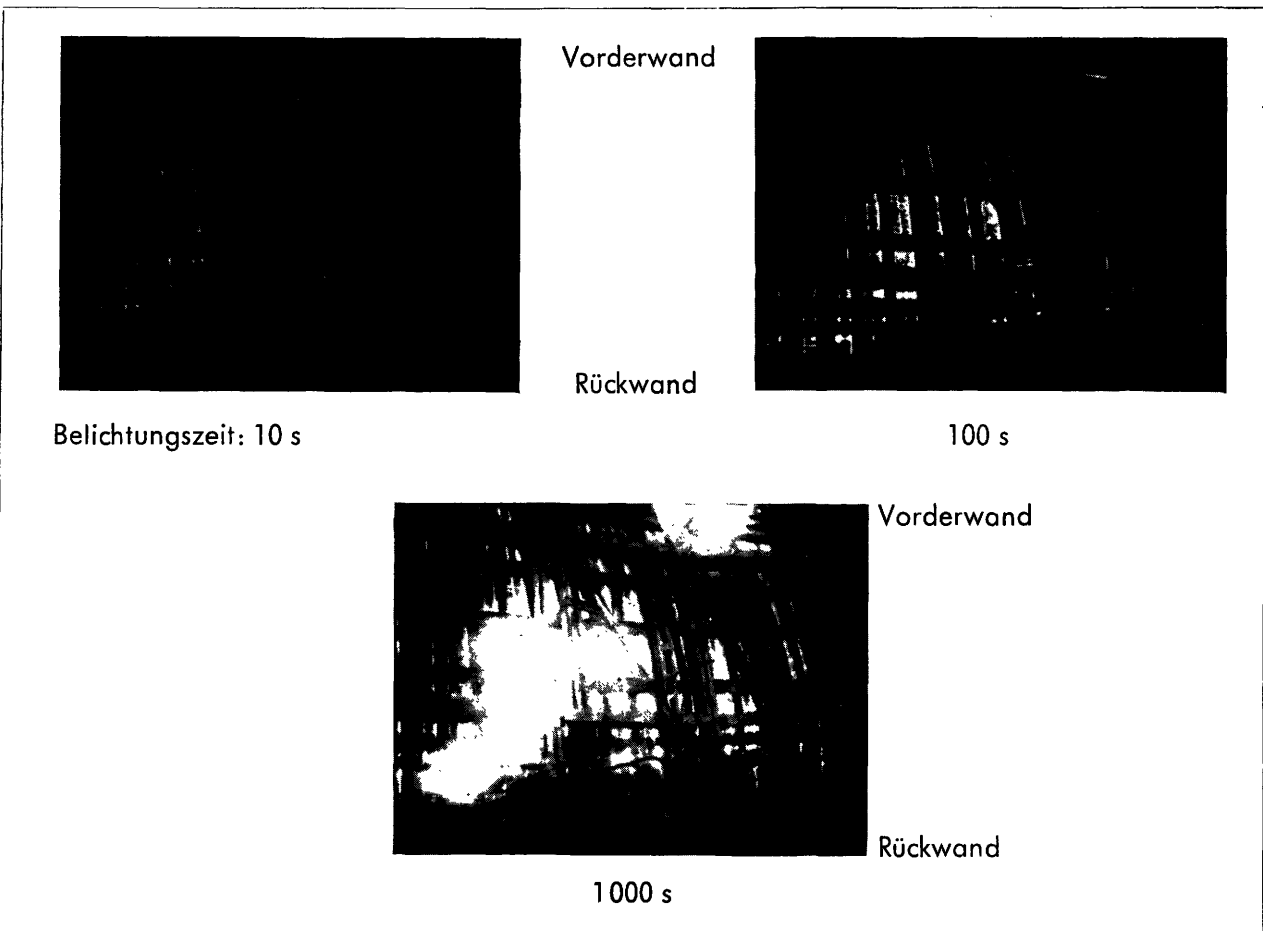 Vorderwand
Rückwand
Belichtungszeit: 10 s
100 s
Vorderwand
Rückwand
1000 s